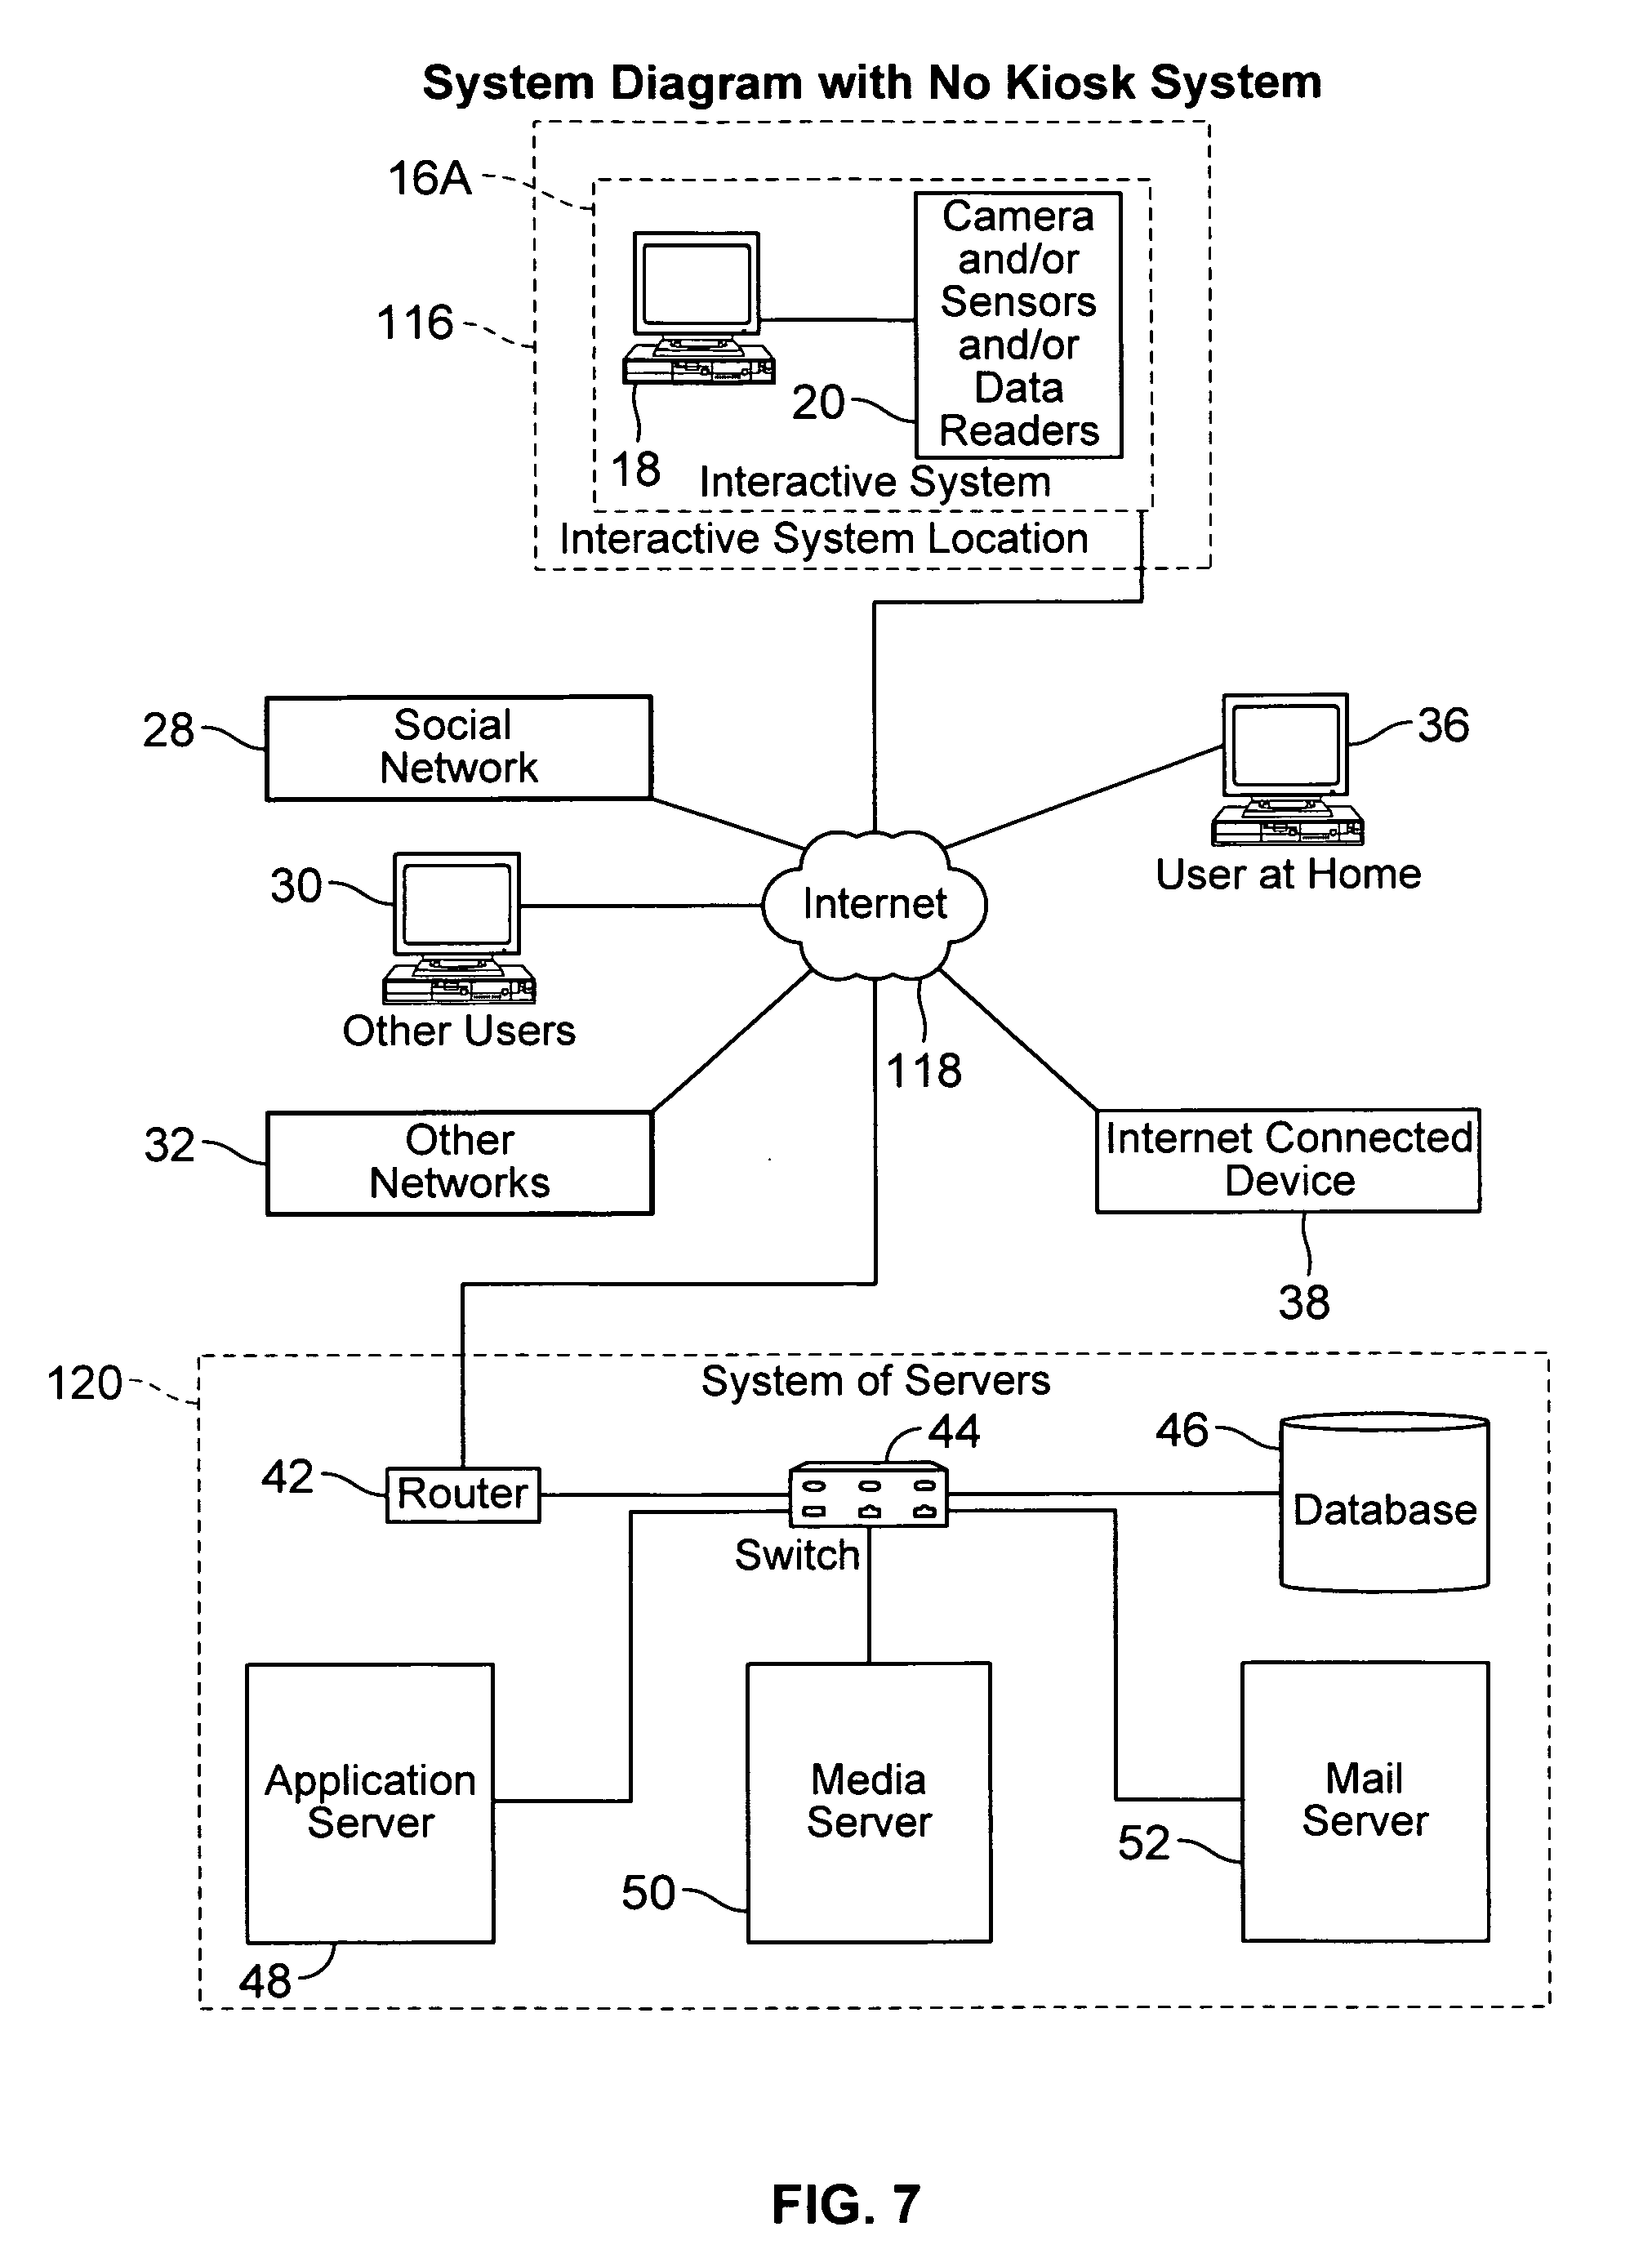 System Diagram with No Kiosk System
16A
116
Camera
and/or
Sensors
and/or
Data
Readers
20
18
Interactive System
Interactive System Location
28
Social
Network
36
User at Home
30
Other Users
Internet
118
32
Other
Networks
Internet Connected
Device
38
120
System of Servers
44
46
42
Router
Switch
Database
Application
Server
48
Media
Server
50
Mail
Server
52
FIG. 7